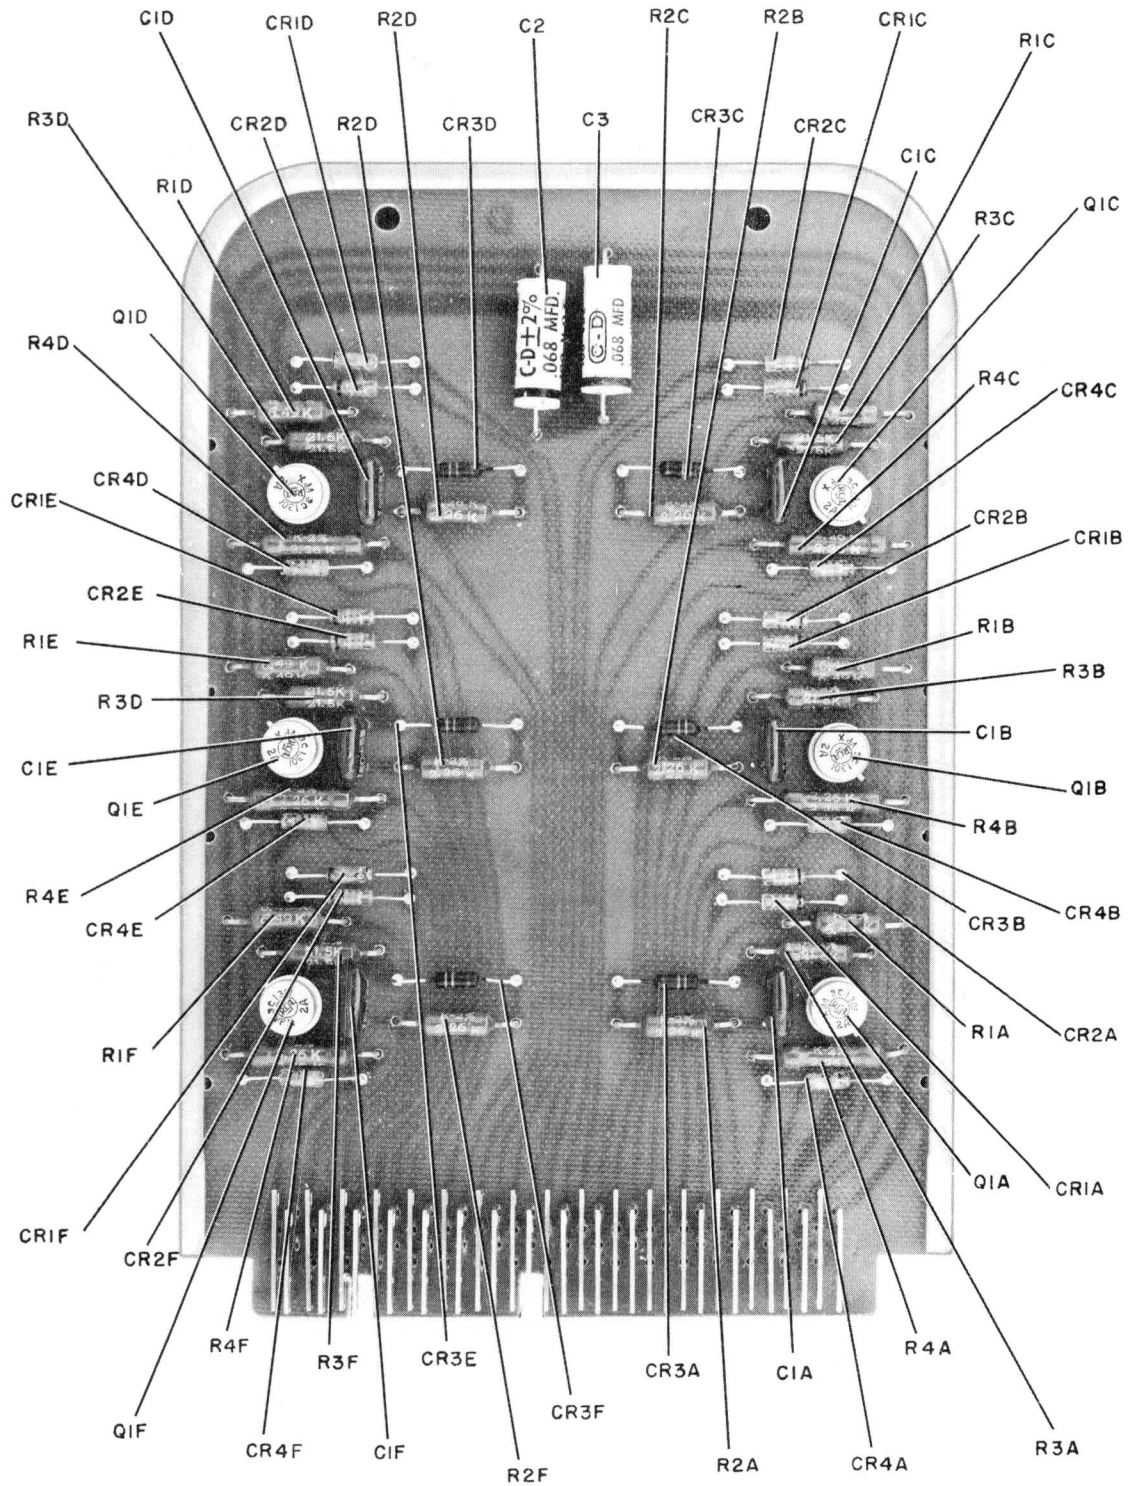 C1D CR1D R2D C2 R2C R2B CR1C R1C
R3D CR2D R2D CR3D C3 CR3C CR2C C1C
R1D R3C Q1C
Q1D
R4D
C-D±2%
.068 MFD.
C-D
.068 MFD
R4C
CR4C
CR4D
CR1E
CR2B
CR1B
CR2E
R1E
R1B
R3D
R3B
C1E
C1B
Q1E
Q1B
R4B
R4E
CR4E
CR4B
CR3B
R1F
R1A
CR2A
Q1A
CR1A
CR1F
CR2F
R4F R3F CR3E CR3A C1A R4A
Q1F CR3F
CR4F C1F R2F R2A CR4A R3A